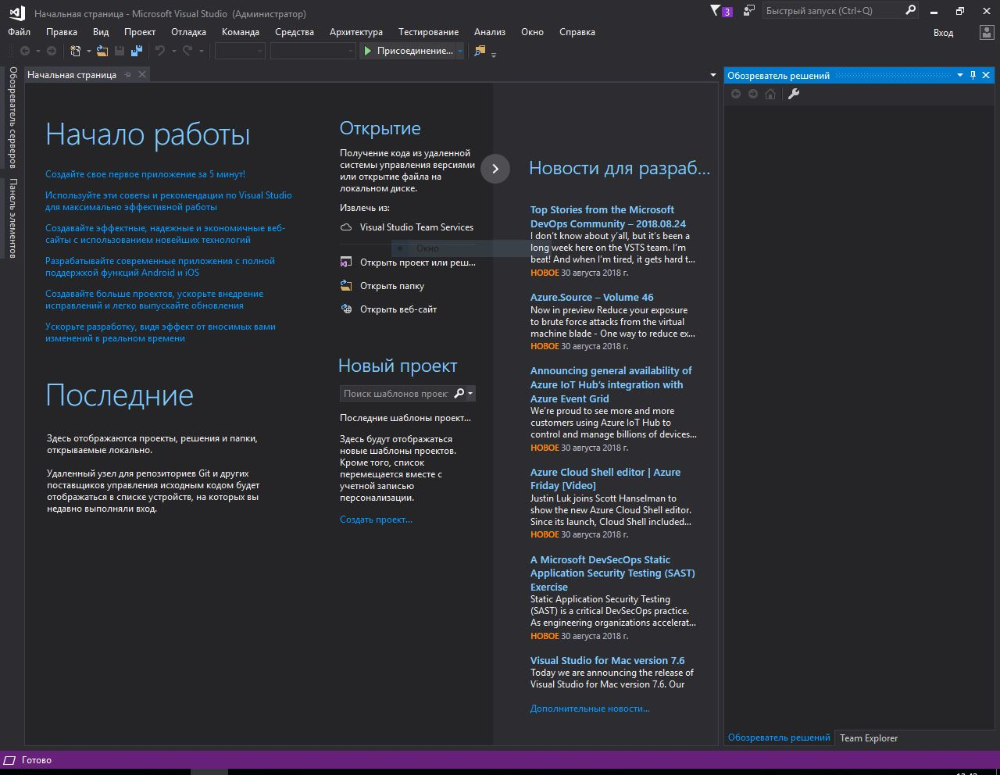 Начальная страница - Microsoft Visual Studio (Администратор)
3
Быстрый запуск (Ctrl+Q)
Файл Правка Вид Проект Отладка Команда Средства Архитектура Тестирование Анализ Окно Справка
Вход
Присоединение...
Обозреватель серверов
Панель элементов
Начальная страница
Начало работы
Создайте свое первое приложение за 5 минут!
Используйте эти советы и рекомендации по Visual Studio
для максимально эффективной работы
Создавайте эффективные, надежные и экономичные веб-
сайты с использованием новейших технологий
Разрабатывайте современные приложения с полной
поддержкой функций Android и iOS
Создавайте больше проектов, ускорьте внедрение
исправлений и легко выпускайте обновления
Ускорьте разработку, видя эффект от вносимых вами
изменений в реальном времени
Последние
Здесь отображаются проекты, решения и папки,
открываемые локально.
Удаленный узел для репозиториев Git и других
поставщиков управления исходным кодом будет
отображаться в списке устройств, на которых вы
недавно выполняли вход.
Открытие
Получение кода из удаленной
системы управления версиями
или открытие файла на
локальном диске.
Извлечь из:
Visual Studio Team Services
Окно
Открыть проект или реш...
Открыть папку
Открыть веб-сайт
Новый проект
Поиск шаблонов проек
Последние шаблоны проект...
Здесь будут отображаться
новые шаблоны проектов.
Кроме того, список
перемещается вместе с
учетной записью
персонализации.
Создать проект...
Новости для разраб...
Top Stories from the Microsoft
DevOps Community – 2018.08.24
I don’t know about y’all, but it’s been a
long week here on the VSTS team. I’m
beat! And when I’m tired, it gets hard t...
НОВОЕ 30 августа 2018 г.
Azure.Source – Volume 46
Now in preview Reduce your exposure
to brute force attacks from the virtual
machine blade - One way to reduce ex...
НОВОЕ 30 августа 2018 г.
Announcing general availability of
Azure IoT Hub’s integration with
Azure Event Grid
We’re proud to see more and more
customers using Azure IoT Hub to
control and manage billions of devices...
НОВОЕ 30 августа 2018 г.
Azure Cloud Shell editor | Azure
Friday [Video]
Justin Luk joins Scott Hanselman to
show the new Azure Cloud Shell editor.
Since its launch, Cloud Shell included...
НОВОЕ 30 августа 2018 г.
A Microsoft DevSecOps Static
Application Security Testing (SAST)
Exercise
Static Application Security Testing
(SAST) is a critical DevSecOps practice.
As engineering organizations accelerat...
НОВОЕ 30 августа 2018 г.
Visual Studio for Mac version 7.6
Today we are announcing the release of
Visual Studio for Mac version 7.6. Our
Дополнительные новости...
Обозреватель решений
Обозреватель решений Team Explorer
Готово